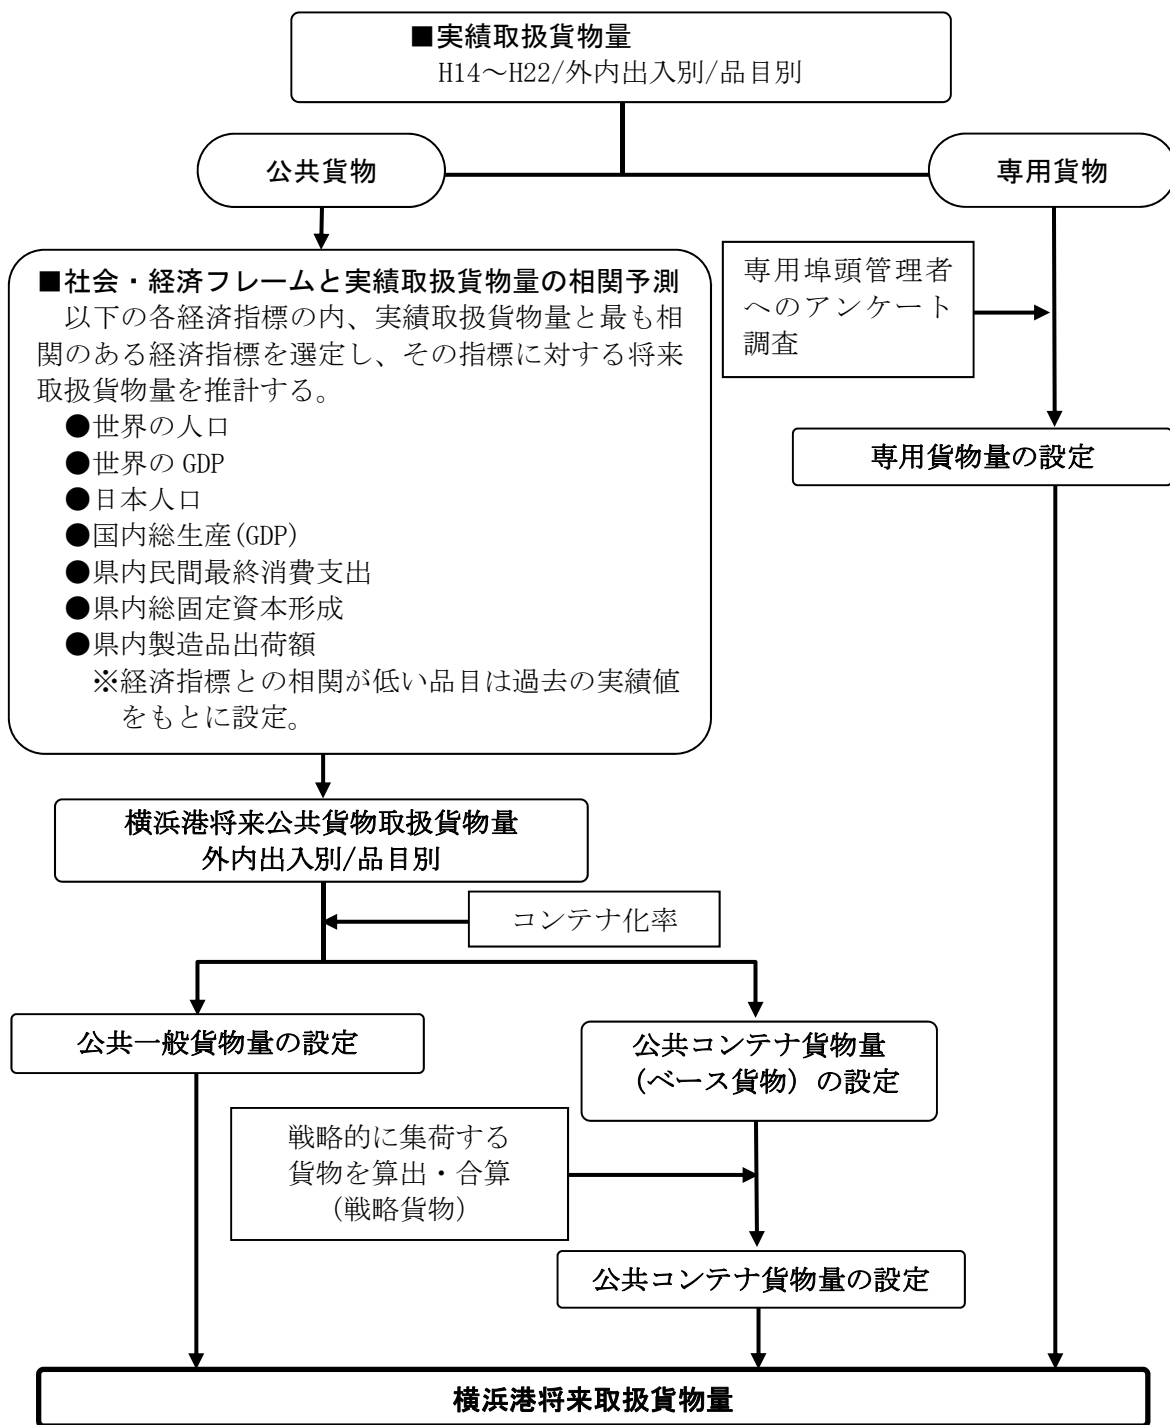 ■実績取扱貨物量
H14～H22/外内出入別/品目別
公共貨物
専用貨物
■社会・経済フレームと実績取扱貨物量の相関予測
以下の各経済指標の内、実績取扱貨物量と最も相
関のある経済指標を選定し、その指標に対する将来
取扱貨物量を推計する。
●世界の人口
●世界の GDP
●日本人口
●国内総生産(GDP)
●県内民間最終消費支出
●県内総固定資本形成
●県内製造品出荷額
※経済指標との相関が低い品目は過去の実績値
をもとに設定。
専用埠頭管理者
へのアンケート
調査
専用貨物量の設定
横浜港将来公共貨物取扱貨物量
外内出入別/品目別
コンテナ化率
公共一般貨物量の設定
公共コンテナ貨物量
（ベース貨物）の設定
戦略的に集荷する
貨物を算出・合算
（戦略貨物）
公共コンテナ貨物量の設定
横浜港将来取扱貨物量